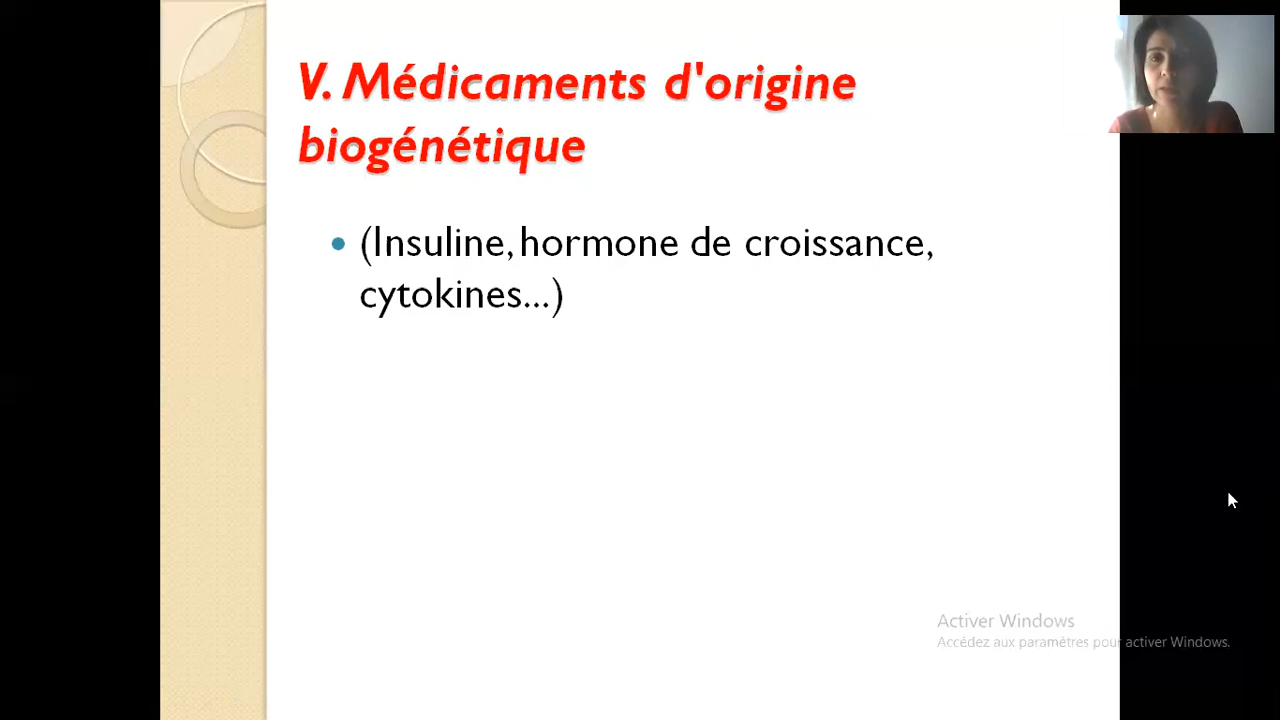 V. Médicaments d'origine
biogénétique
(Insuline, hormone de croissance,
cytokines...)
Activer Windows
Accédez aux paramètres pour activer Windows.